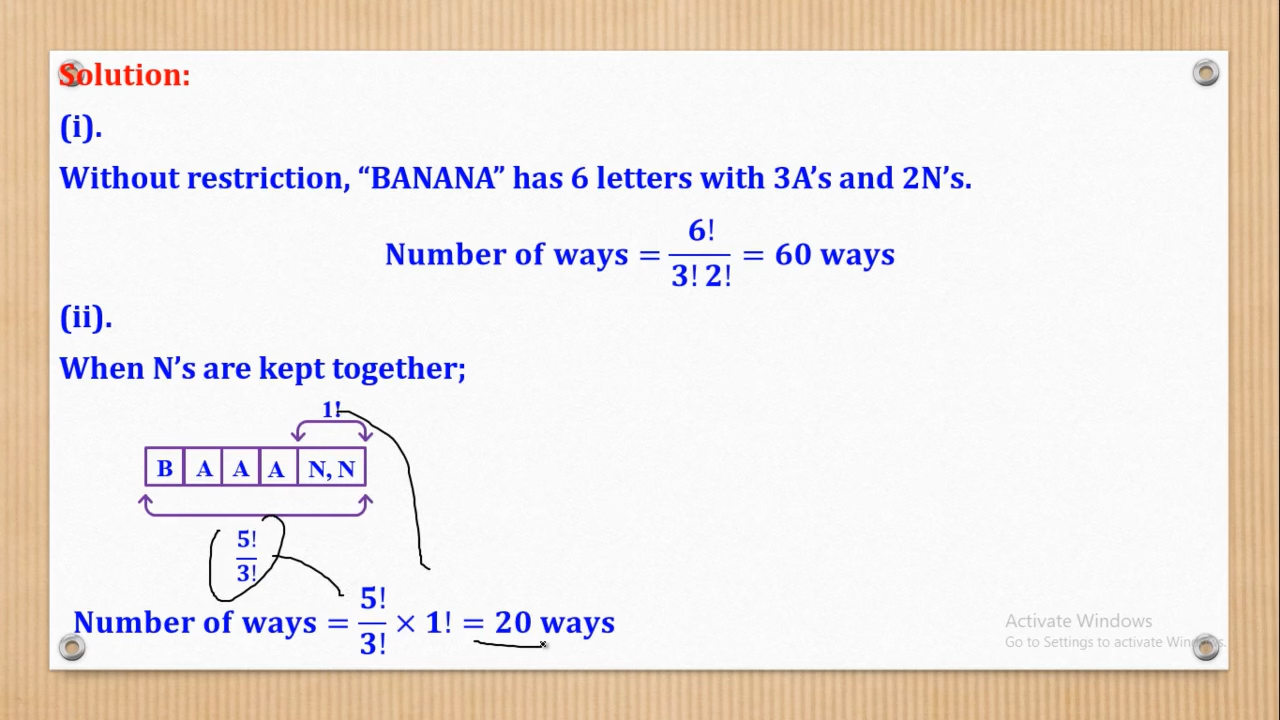 Solution:
(i).
Without restriction, “BANANA” has 6 letters with 3A’s and 2N’s.
Number of ways = 6!/3! 2! = 60 ways
(ii).
When N’s are kept together;
1!
B A A A N, N
5!/3!
Number of ways = 5!/3! × 1! = 20 ways
Activate Windows
Go to Settings to activate Windows.